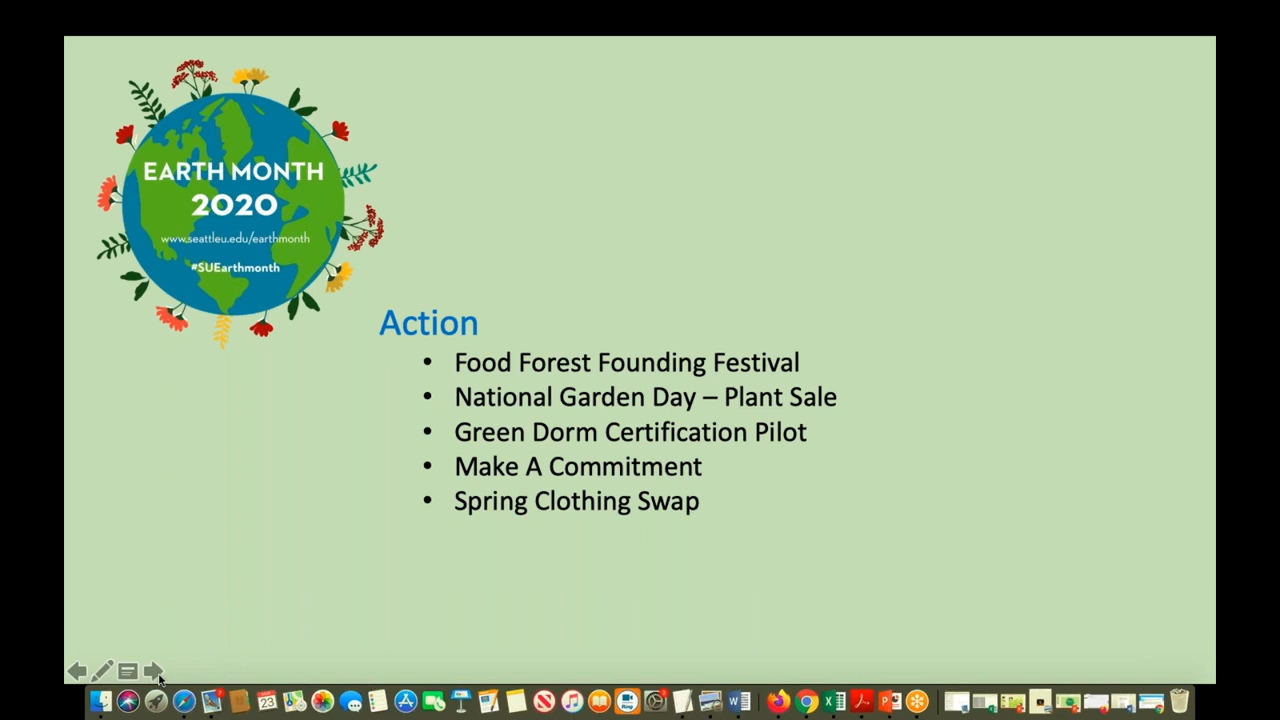 EARTH MONTH
2020
www.seattleu.edu/earthmonth
#SUEarthmonth
Action
• Food Forest Founding Festival
• National Garden Day – Plant Sale
• Green Dorm Certification Pilot
• Make A Commitment
• Spring Clothing Swap
23